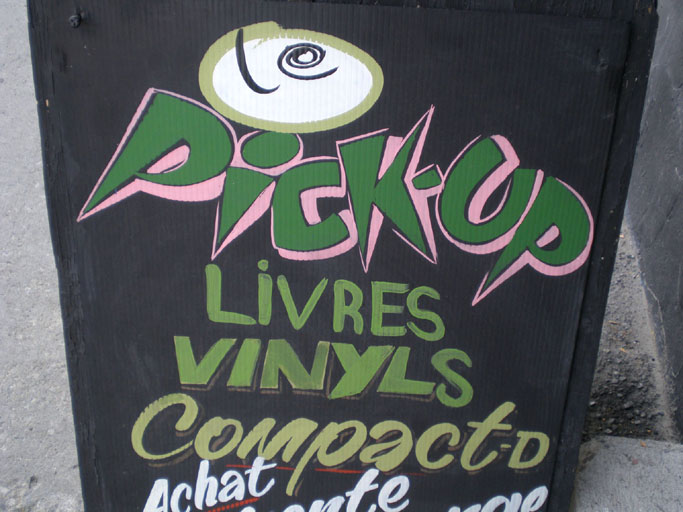 Le
PiCK-UP
LiVRES
VINYLS
Compact-D
Achat